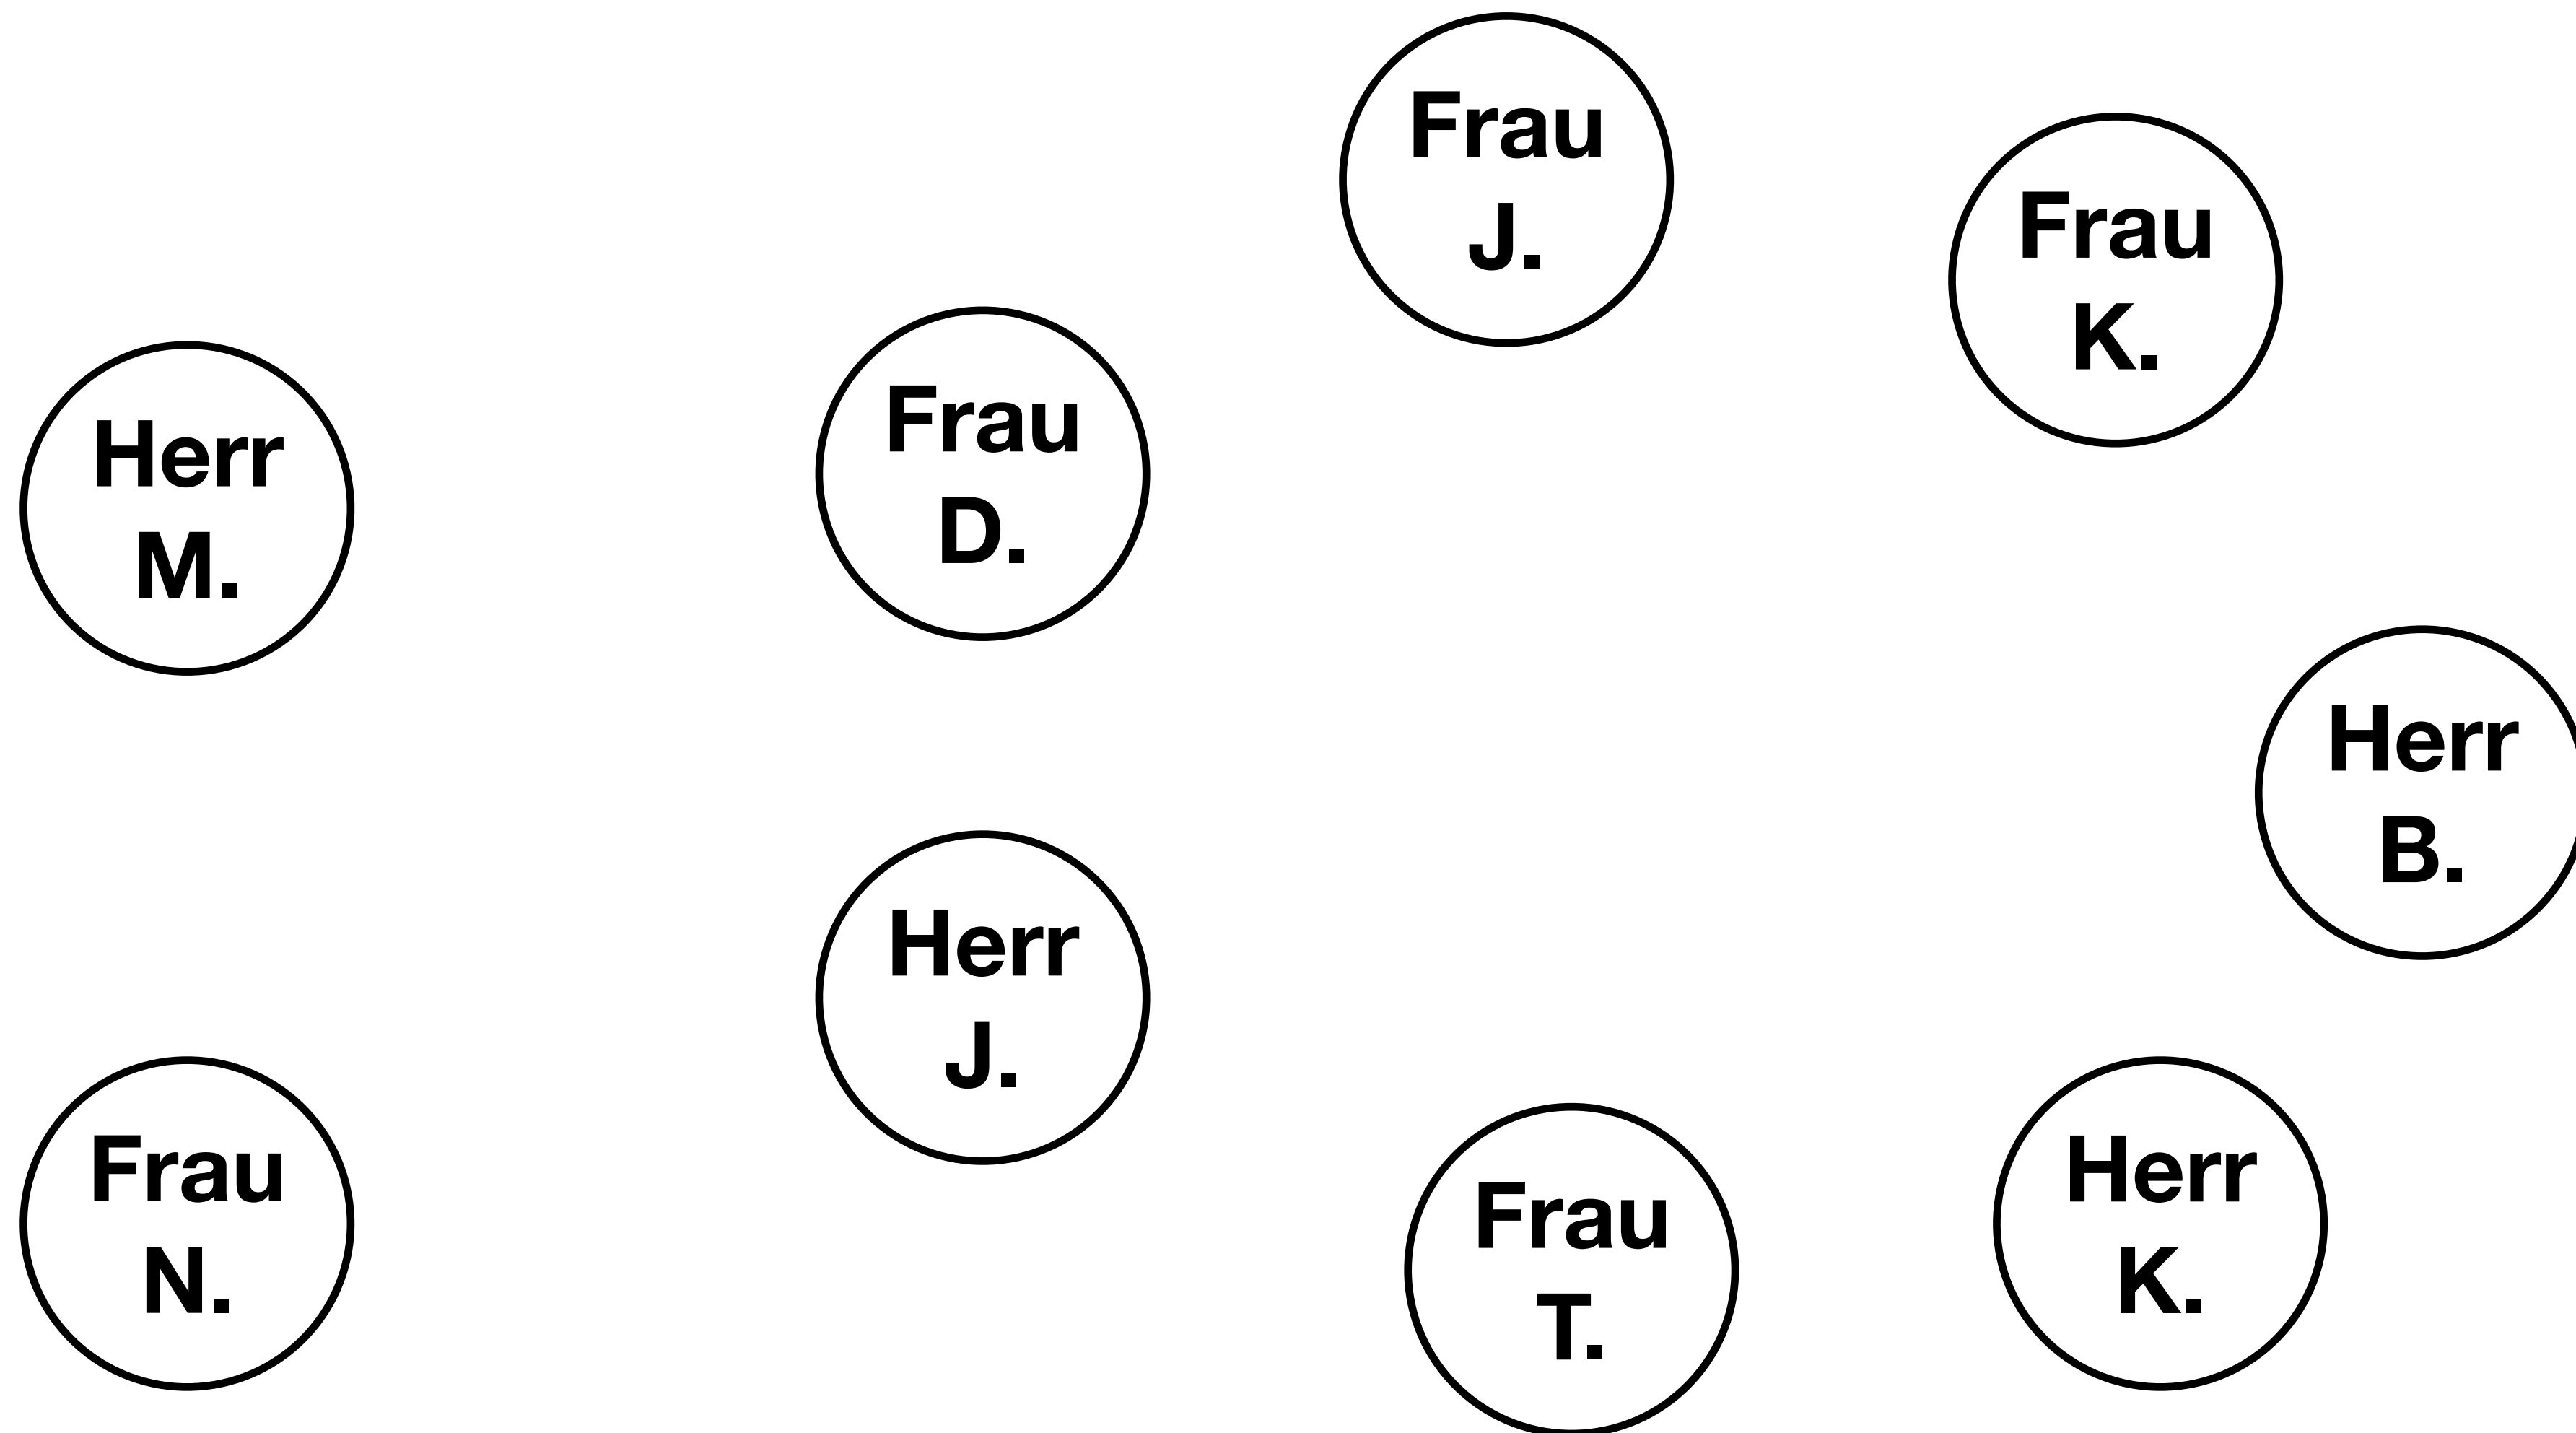 Frau
J.
Frau
K.
Herr
M.
Frau
D.
Herr
B.
Herr
J.
Frau
N.
Frau
T.
Herr
K.